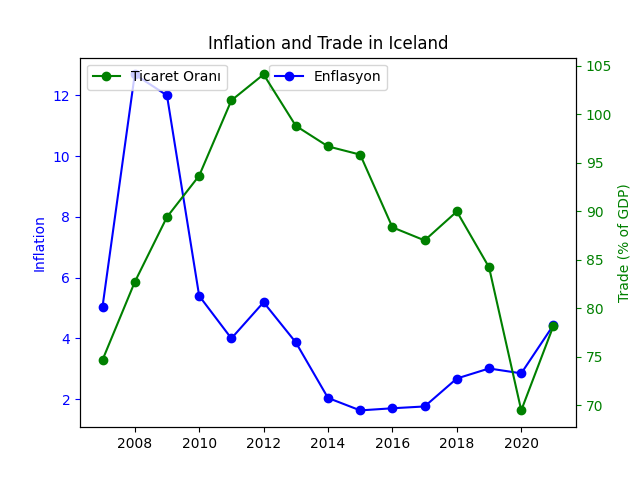 Inflation and Trade in Iceland
Ticaret Oranı
Enflasyon
Inflation
12
10
8
6
4
2
105
100
95
90
85
80
75
70
Trade (% of GDP)
2008 2010 2012 2014 2016 2018 2020